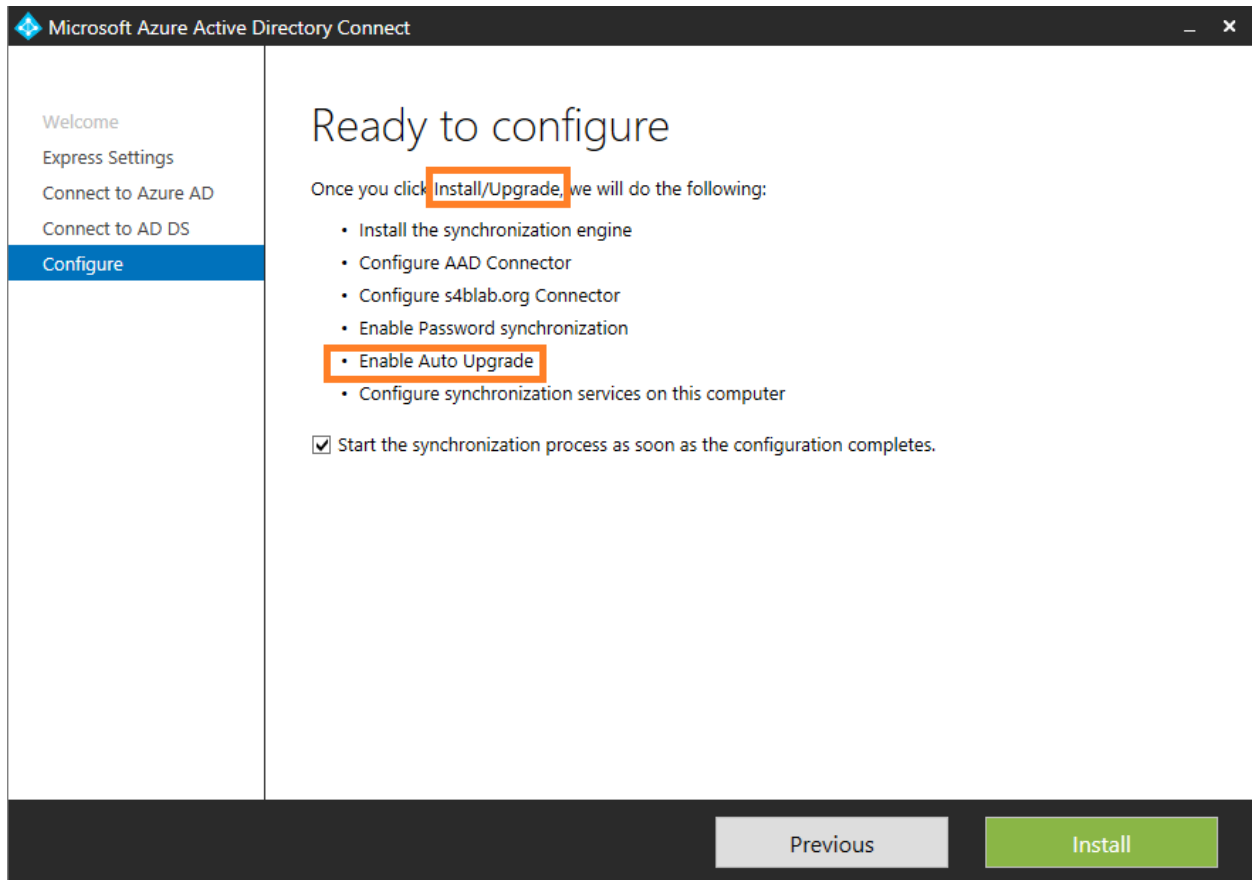 Microsoft Azure Active Directory Connect
Welcome
Express Settings
Connect to Azure AD
Connect to AD DS
Configure
Ready to configure
Once you click Install/Upgrade, we will do the following:
• Install the synchronization engine
• Configure AAD Connector
• Configure s4blab.org Connector
• Enable Password synchronization
• Enable Auto Upgrade
• Configure synchronization services on this computer
Start the synchronization process as soon as the configuration completes.
Previous
Install